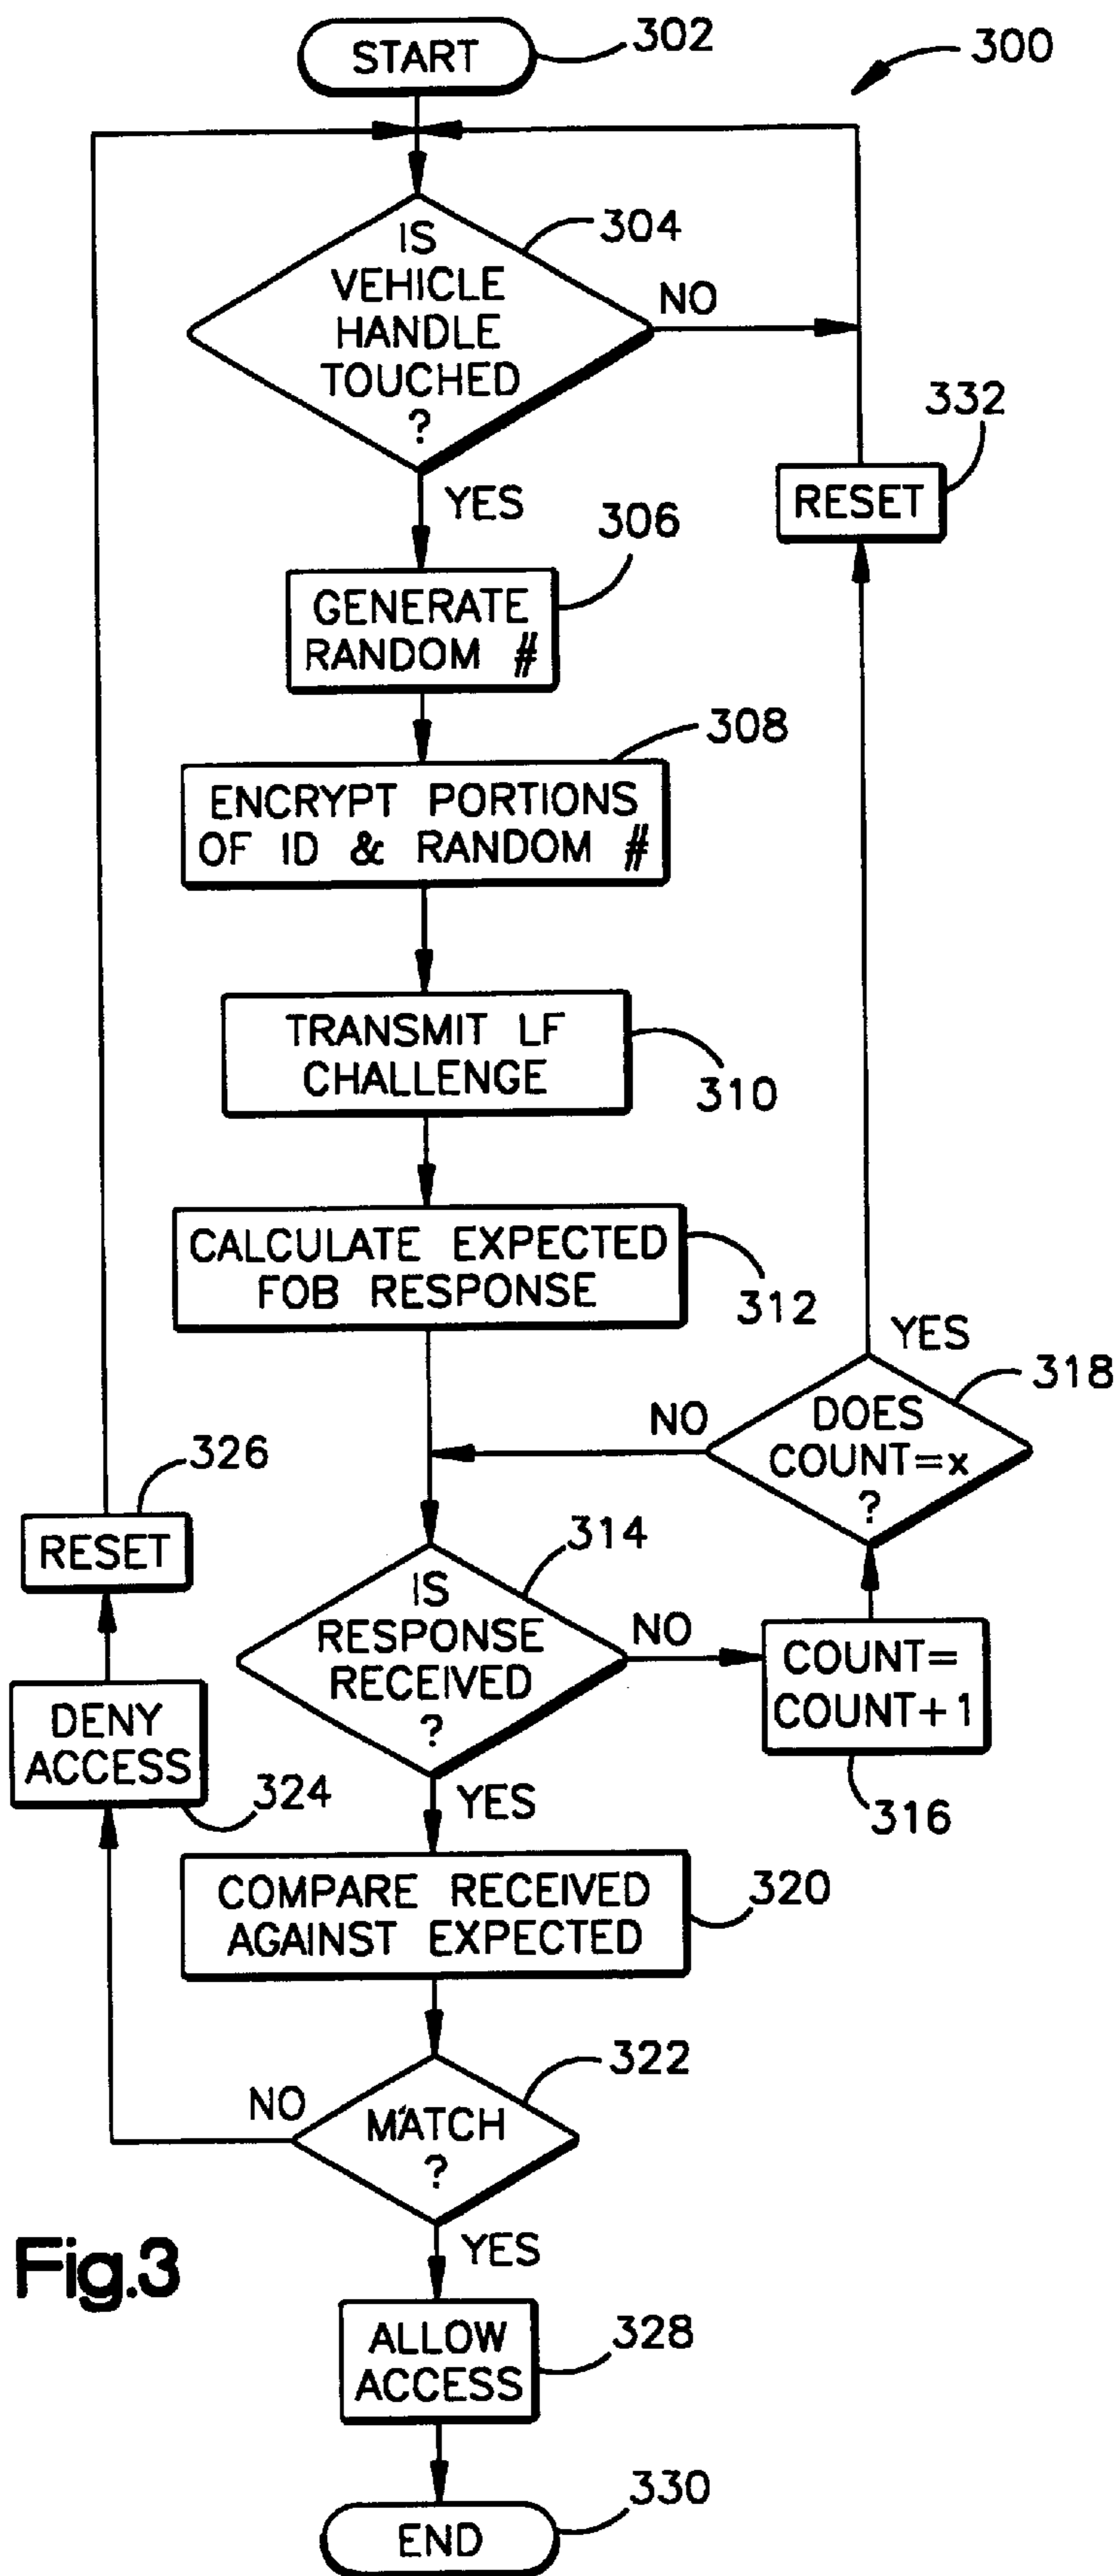 START
302
300
IS
VEHICLE
HANDLE
TOUCHED
?
304
NO
YES
332
RESET
306
GENERATE
RANDOM #
308
ENCRYPT PORTIONS
OF ID & RANDOM #
TRANSMIT LF
CHALLENGE
310
CALCULATE EXPECTED
FOB RESPONSE
312
YES
318
DOES
COUNT=x
?
NO
326
RESET
314
IS
RESPONSE
RECEIVED
?
NO
COUNT=
COUNT+1
316
DENY
ACCESS
324
YES
COMPARE RECEIVED
AGAINST EXPECTED
320
322
MATCH
?
NO
YES
Fig.3
ALLOW
ACCESS
328
330
END